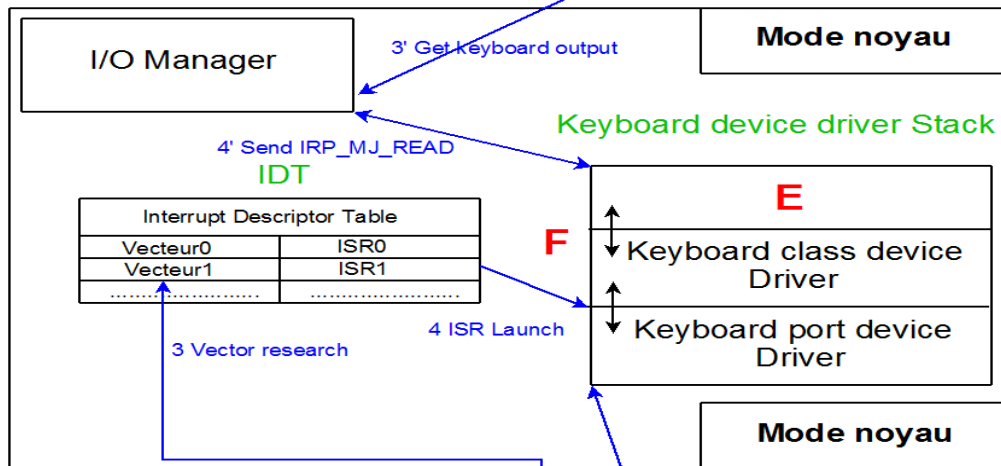 I/O Manager
3' Get keyboard output
Mode noyau
Keyboard device driver Stack
4' Send IRP_MJ_READ
IDT
Interrupt Descriptor Table
Vecteur0 ISR0
Vecteur1 ISR1
........................ ........................
E
F
Keyboard class device
Driver
4 ISR Launch
Keyboard port device
Driver
3 Vector research
Mode noyau